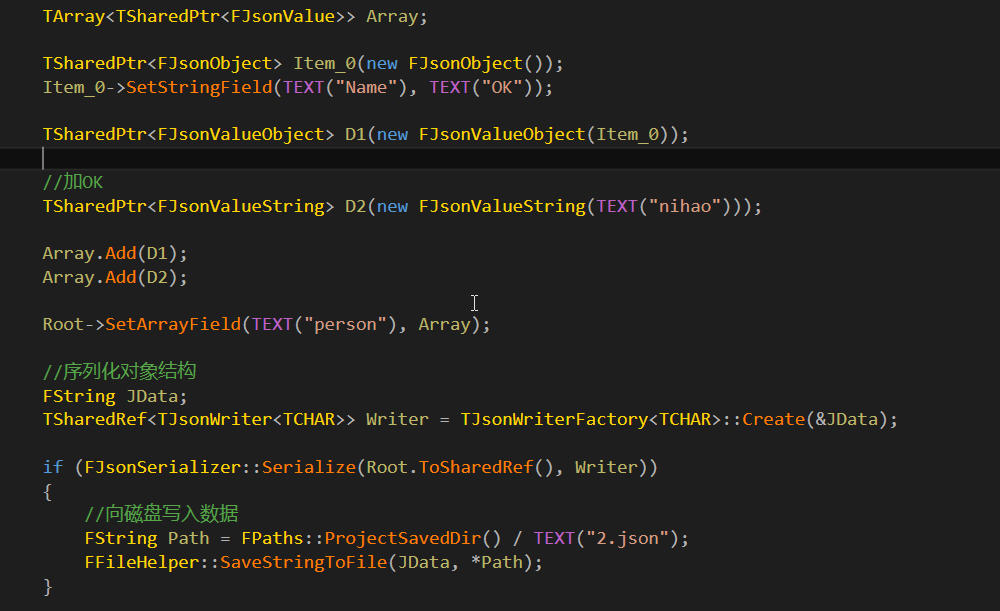 TArray<TSharedPtr<FJsonValue>> Array;
TSharedPtr<FJsonObject> Item_0(new FJsonObject());
Item_0->SetStringField(TEXT("Name"), TEXT("OK"));
TSharedPtr<FJsonValueObject> D1(new FJsonValueObject(Item_0));
//加OK
TSharedPtr<FJsonValueString> D2(new FJsonValueString(TEXT("nihao")));
Array.Add(D1);
Array.Add(D2);
Root->SetArrayField(TEXT("person"), Array);
//序列化对象结构
FString JData;
TSharedRef<TJsonWriter<TCHAR>> Writer = TJsonWriterFactory<TCHAR>::Create(&JData);
if (FJsonSerializer::Serialize(Root.ToSharedRef(), Writer))
{
//向磁盘写入数据
FString Path = FPaths::ProjectSavedDir() / TEXT("2.json");
FFileHelper::SaveStringToFile(JData, *Path);
}